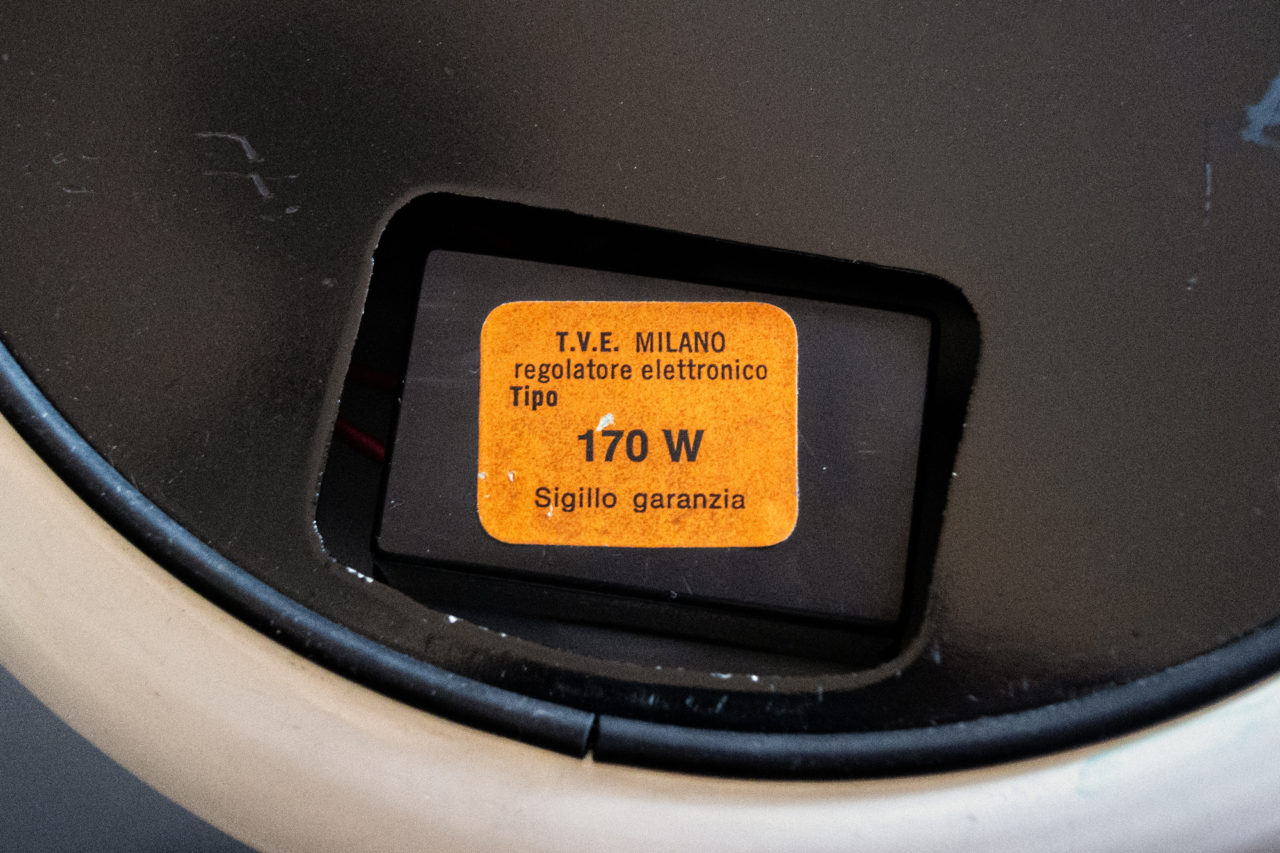 T.V.E. MILANO
regolatore elettronico
Tipo
170 W
Sigillo garanzia